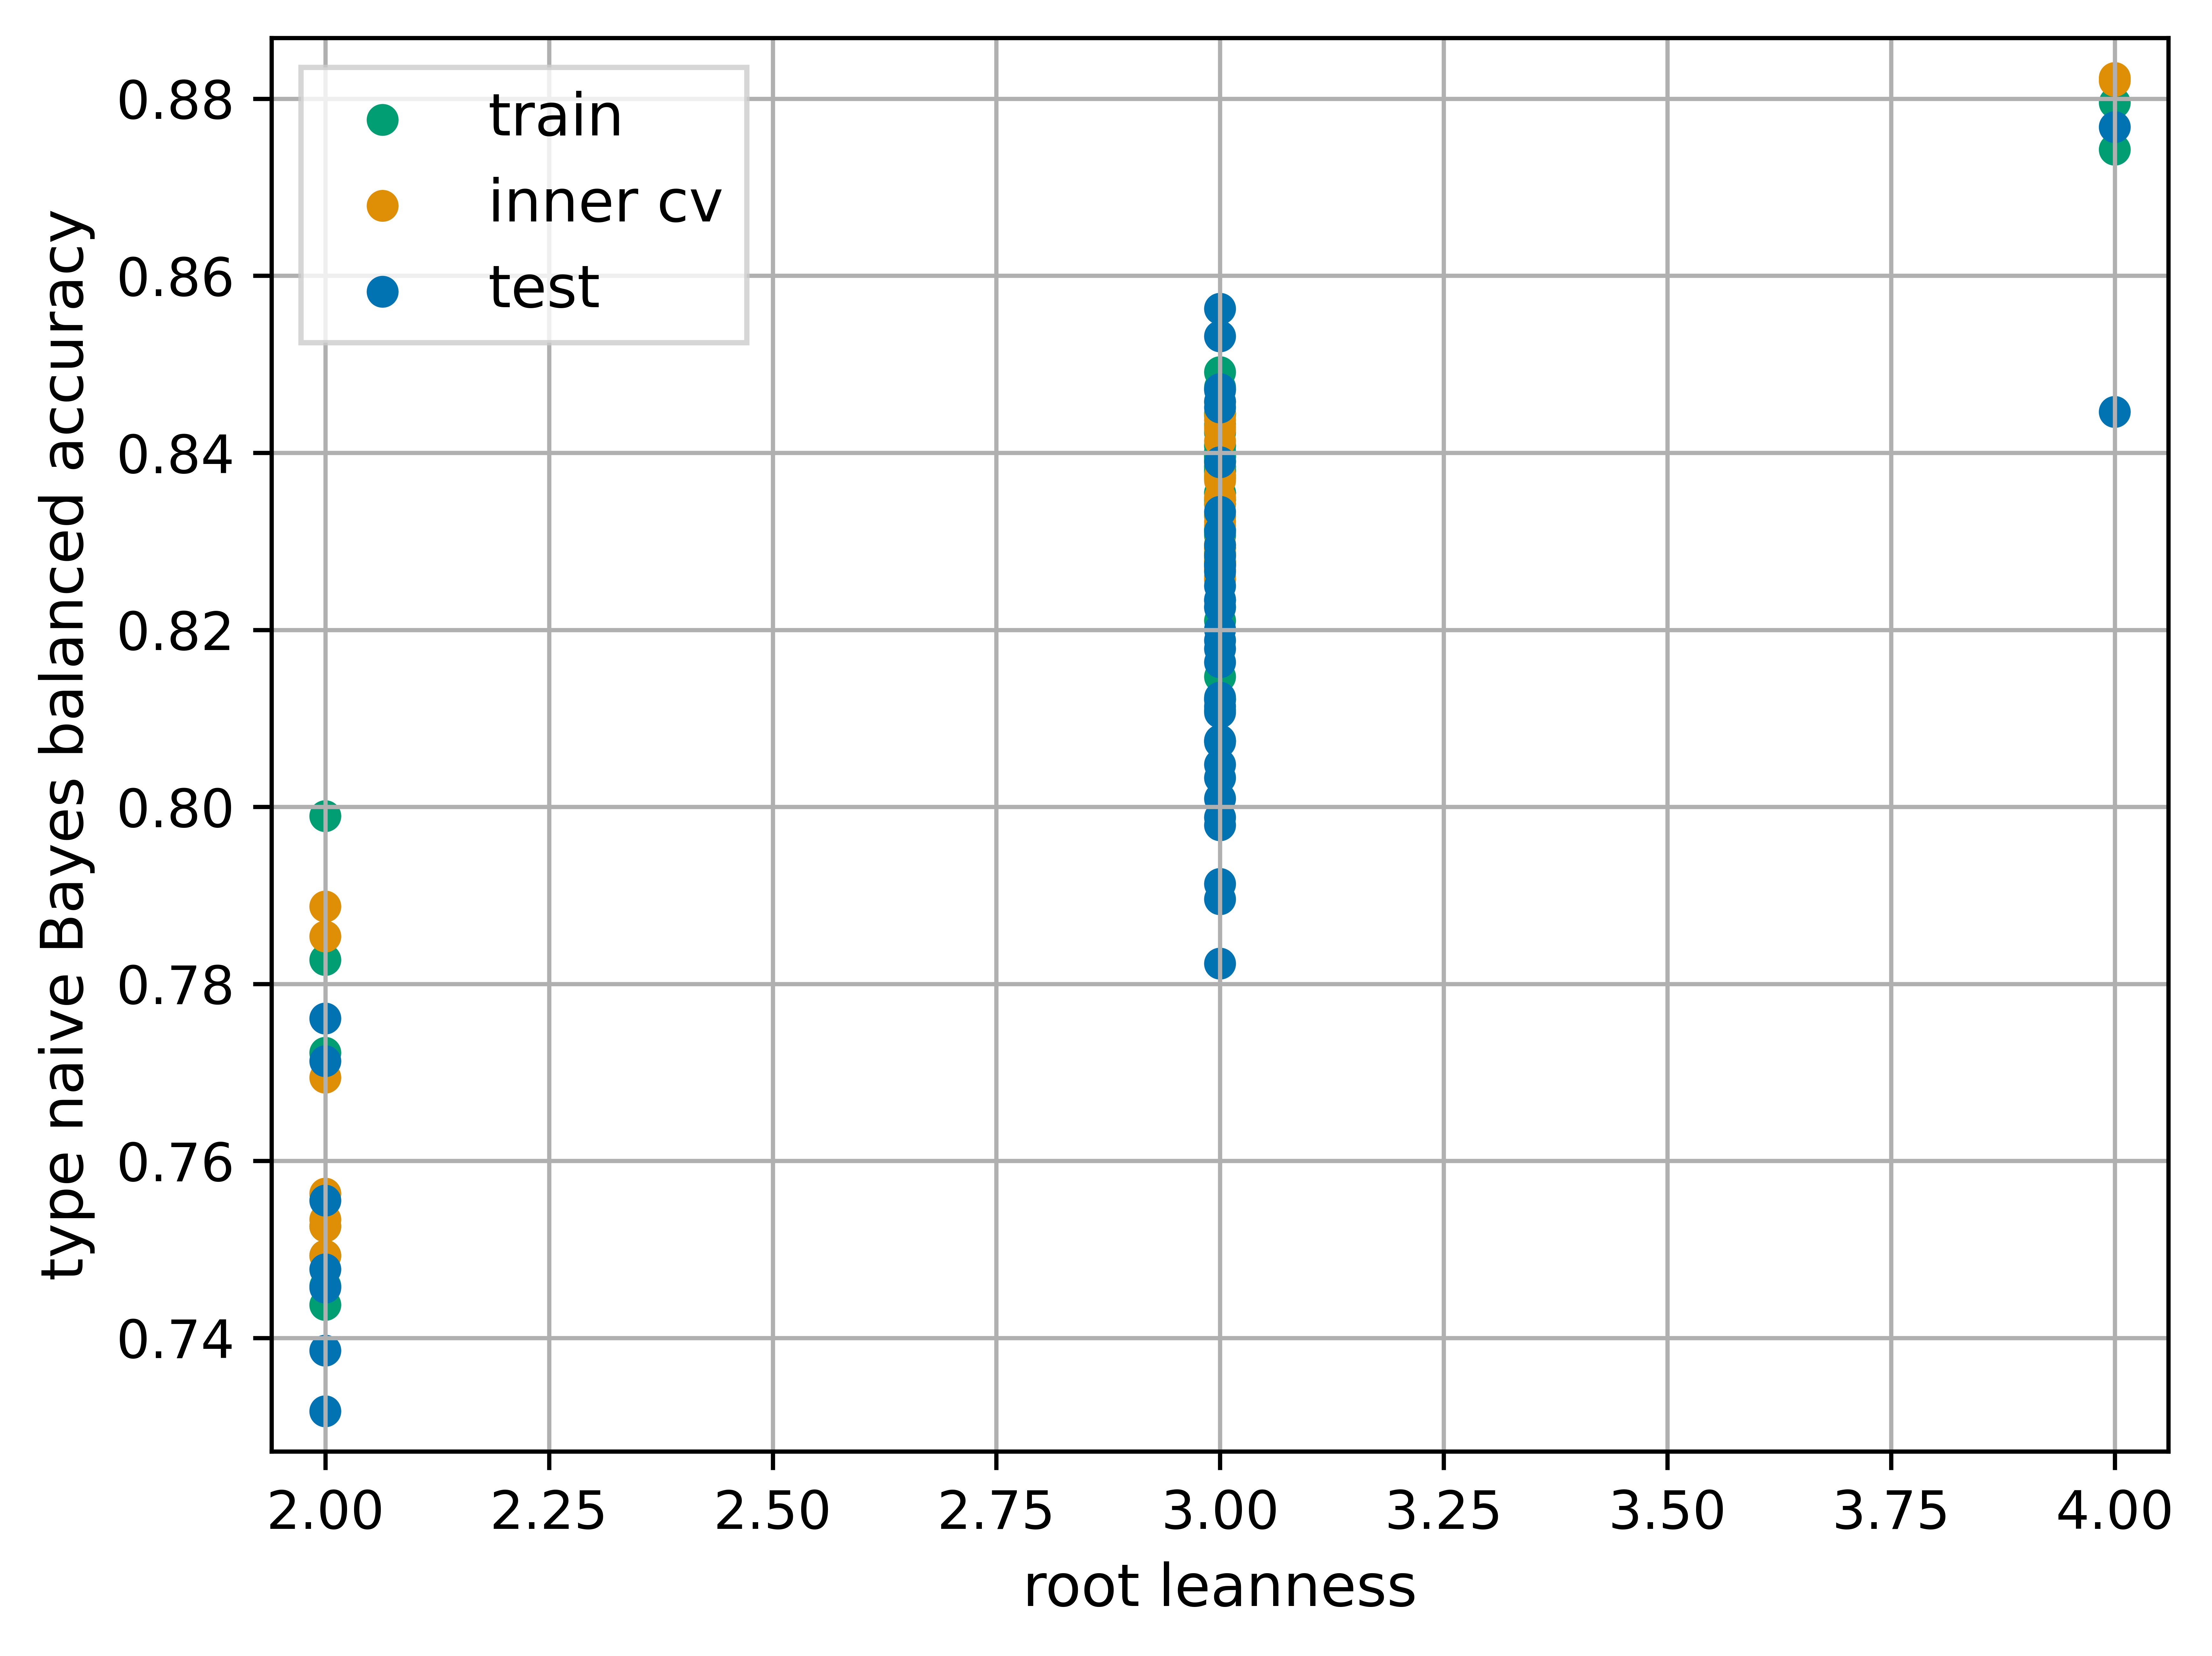 train
inner cv
test
0.88
0.86
0.84
0.82
0.80
0.78
0.76
0.74
type naive Bayes balanced accuracy
2.00 2.25 2.50 2.75 3.00 3.25 3.50 3.75 4.00
root leanness